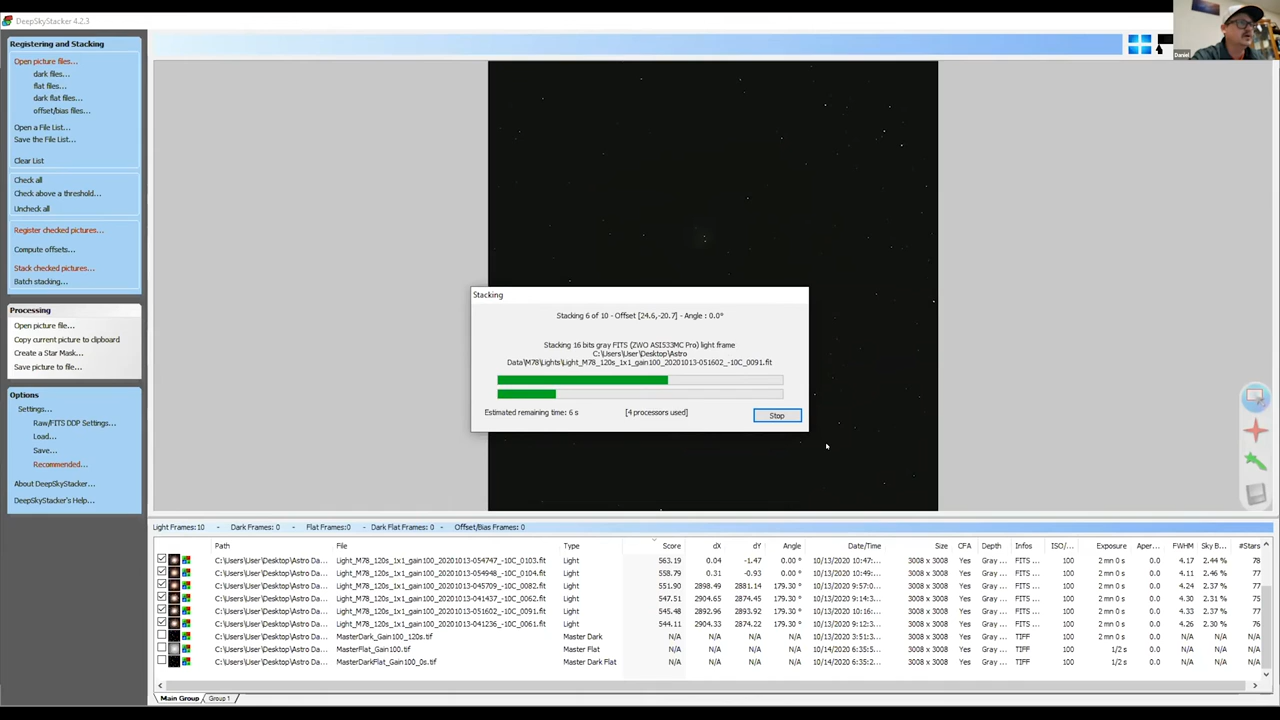 DeepSkyStacker 4.2.3
Daniel
Registering and Stacking
Open picture files...
dark files...
flat files...
dark flat files...
offset/bias files...
Open a File List...
Save the File List...
Clear List
Check all
Check above a threshold...
Uncheck all
Register checked pictures...
Compute offsets...
Stack checked pictures...
Batch stacking...
Processing
Open picture file...
Copy current picture to clipboard
Create a Star Mask...
Save picture to file...
Options
Settings...
Raw/FITS DDP Settings...
Load...
Save...
Recommended...
About DeepSkyStacker...
DeepSkyStacker's Help...
Stacking
Stacking 6 of 10 - Offset [24.6,-20.7] - Angle : 0.0°
Stacking 16 bits gray FITS (ZWO ASI533MC Pro) light frame
C:\Users\User\Desktop\Astro
Data\M78\Lights\Light_M78_120s_1x1_gain100_20201013-051602_-10C_0091.fit
Estimated remaining time: 6 s [4 processors used] Stop
Light Frames:10 - Dark Frames: 0 - Flat Frames:0 - Dark Flat Frames: 0 - Offset/Bias Frames: 0
Path File Type Score dX dY Angle Date/Time Size CFA Depth Infos ISO/... Exposure Aper... FWHM Sky B... #Stars
C:\Users\User\Desktop\Astro Da... Light_M78_120s_1x1_gain100_20201013-054747_-10C_0103.fit Light 563.19 0.04 -1.47 0.00 ° 10/13/2020 10:47:... 3008 x 3008 Yes Gray ... FITS ... 100 2 mn 0 s 0.0 4.17 2.44 % 78
C:\Users\User\Desktop\Astro Da... Light_M78_120s_1x1_gain100_20201013-054948_-10C_0104.fit Light 558.79 0.31 -0.93 0.00 ° 10/13/2020 10:49:... 3008 x 3008 Yes Gray ... FITS ... 100 2 mn 0 s 0.0 4.24 2.46 % 77
C:\Users\User\Desktop\Astro Da... Light_M78_120s_1x1_gain100_20201013-045709_-10C_0082.fit Light 551.90 2898.49 2881.14 179.30 ° 10/13/2020 9:57:0... 3008 x 3008 Yes Gray ... FITS ... 100 2 mn 0 s 0.0 4.23 2.41 % 77
C:\Users\User\Desktop\Astro Da... Light_M78_120s_1x1_gain100_20201013-041437_-10C_0062.fit Light 547.51 2904.65 2874.45 179.30 ° 10/13/2020 9:14:3... 3008 x 3008 Yes Gray ... FITS ... 100 2 mn 0 s 0.0 4.30 2.31 % 75
C:\Users\User\Desktop\Astro Da... Light_M78_120s_1x1_gain100_20201013-051602_-10C_0091.fit Light 545.48 2892.96 2893.92 179.30 ° 10/13/2020 10:16:... 3008 x 3008 Yes Gray ... FITS ... 100 2 mn 0 s 0.0 4.33 2.37 % 77
C:\Users\User\Desktop\Astro Da... Light_M78_120s_1x1_gain100_20201013-041236_-10C_0061.fit Light 544.11 2904.33 2874.22 179.30 ° 10/13/2020 9:12:3... 3008 x 3008 Yes Gray ... FITS ... 100 2 mn 0 s 0.0 4.26 2.30 % 76
C:\Users\User\Desktop\Astro Da... MasterDark_Gain100_120s.tif Master Dark N/A N/A N/A N/A 10/13/2020 3:51:3... 3008 x 3008 Yes Gray ... TIFF 100 2 mn 0 s 0.0 N/A N/A N/A
C:\Users\User\Desktop\Astro Da... MasterFlat_Gain100.tif Master Flat N/A N/A N/A N/A 10/14/2020 6:35:5... 3008 x 3008 Yes Gray ... TIFF 100 1/2 s 0.0 N/A N/A N/A
C:\Users\User\Desktop\Astro Da... MasterDarkFlat_Gain100_0s.tif Master Dark Flat N/A N/A N/A N/A 10/14/2020 6:35:2... 3008 x 3008 Yes Gray ... TIFF 100 1/2 s 0.0 N/A N/A N/A
Main Group Group 1